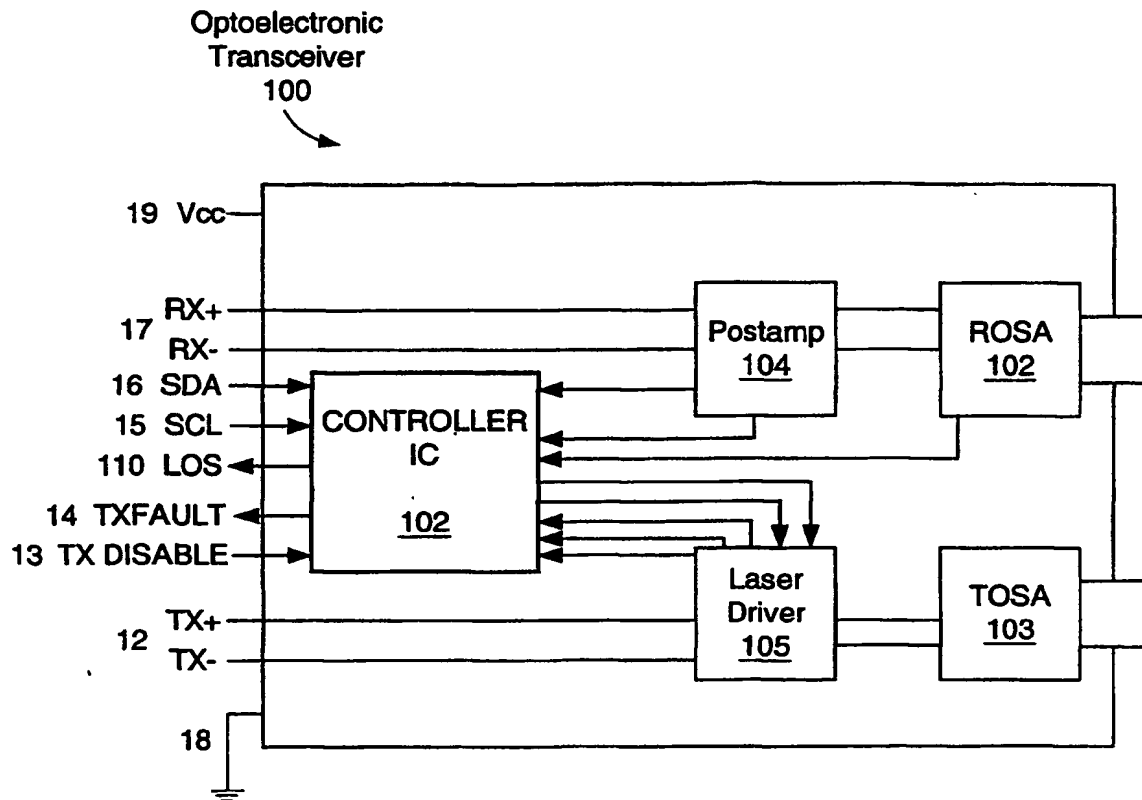 Optoelectronic
Transceiver
100
19 Vcc
RX+
17
RX-
16 SDA
15 SCL
110 LOS
14 TXFAULT
13 TX DISABLE
TX+
12
TX-
18
CONTROLLER
IC
102
Postamp
104
ROSA
102
Laser
Driver
105
TOSA
103